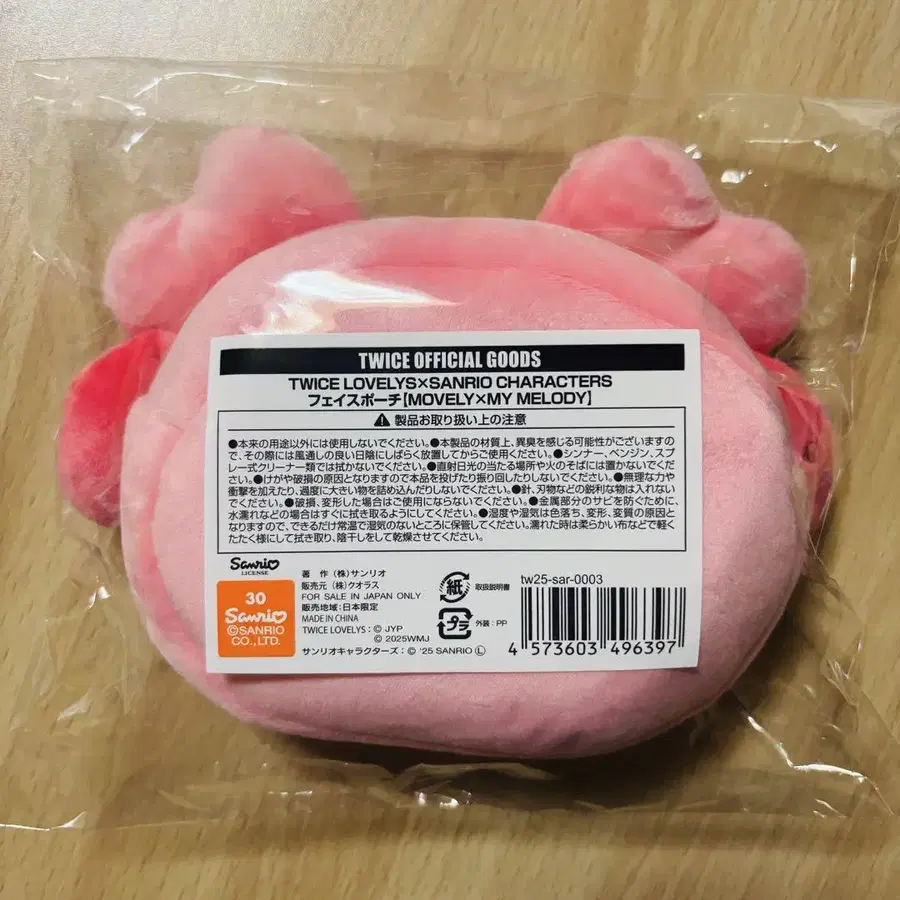 TWICE OFFICIAL GOODS
TWICE LOVELYS×SANRIO CHARACTERS
フェイスポーチ【MOVELY×MY MELODY】
⚠ 製品お取り扱い上の注意
●本来の用途以外には使用しないでください。●本製品の材質上、異臭を感じる可能性がございますの
で、その際には風通しの良い日陰にしばらく放置してからご使用ください。●シンナー、ベンジン、スプ
レー式クリーナー類では拭かないでください。●直射日光の当たる場所や火のそばには置かないでくだ
さい。●けがや破損の原因となりますので本品を投げたり振り回したりしないでください。●無理な力や
衝撃を加えたり、過度に大きい物を詰め込んだりしないでください。●針、刃物などの鋭利な物は入れない
でください。●破損、変形した場合はご使用にならないでください。●金属部分のサビを防ぐために、
水濡れなどの場合はすぐに拭き取るようにしてください。●湿度や湿気は色落ち、変形、変質の原因と
なりますので、できるだけ常温で湿気のないところに保管してください。濡れた時は柔らかい布などで軽く
たたく様にして拭き取り、陰干しをして乾燥させてください。
Sanrio
LICENSE
30
Sanrio
©SANRIO
CO.,LTD.
著 作 (株)サンリオ
販売元 (株)クオラス
FOR SALE IN JAPAN ONLY
販売地域:日本限定
MADE IN CHINA
TWICE LOVELYS:© JYP
© 2025WMJ
サンリオキャラクターズ:© '25 SANRIO Ⓛ
紙 取扱説明書
プラ 外装:PP
tw25-sar-0003
4 573603 496397